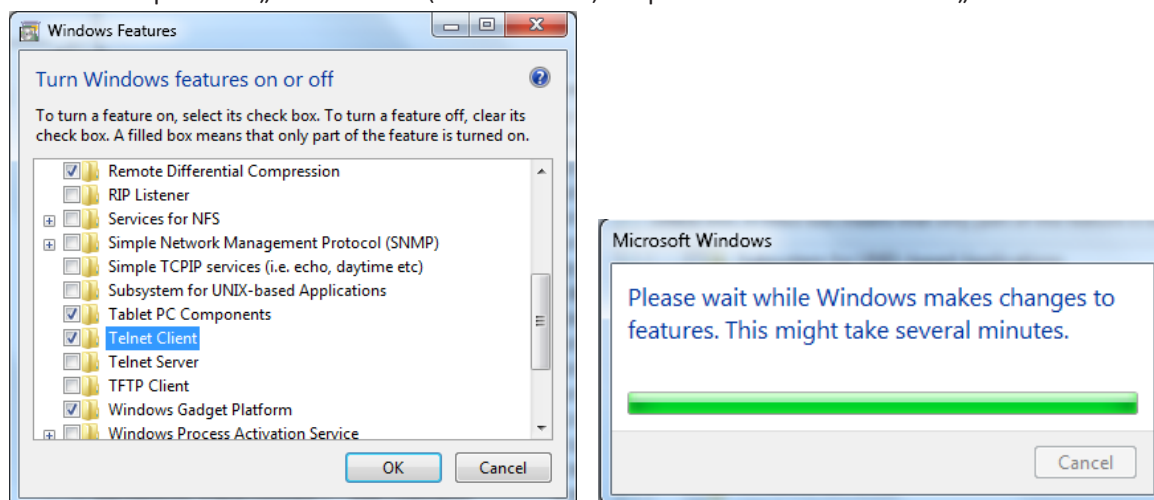 Windows Features
Turn Windows features on or off
To turn a feature on, select its check box. To turn a feature off, clear its
check box. A filled box means that only part of the feature is turned on.
Remote Differential Compression
RIP Listener
Services for NFS
Simple Network Management Protocol (SNMP)
Simple TCPIP services (i.e. echo, daytime etc)
Subsystem for UNIX-based Applications
Tablet PC Components
Telnet Client
Telnet Server
TFTP Client
Windows Gadget Platform
Windows Process Activation Service
OK
Cancel
Microsoft Windows
Please wait while Windows makes changes to
features. This might take several minutes.
Cancel